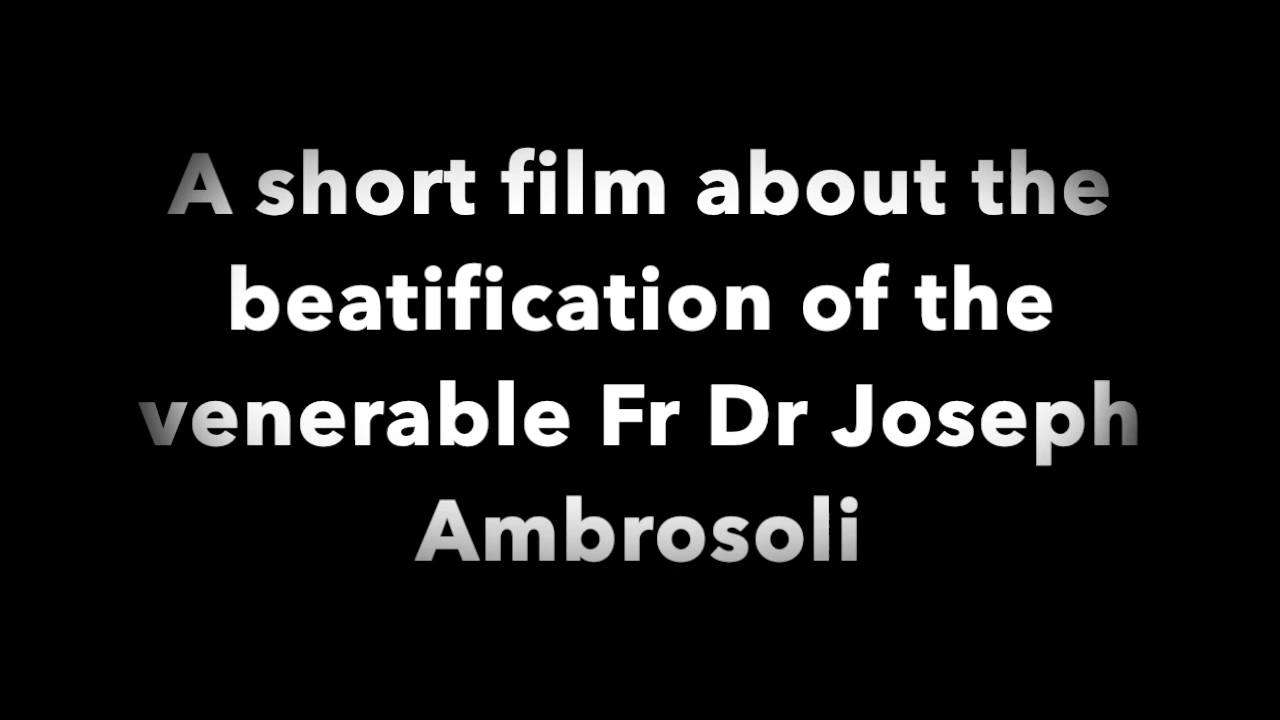 A short film about the
beatification of the
venerable Fr Dr Joseph
Ambrosoli